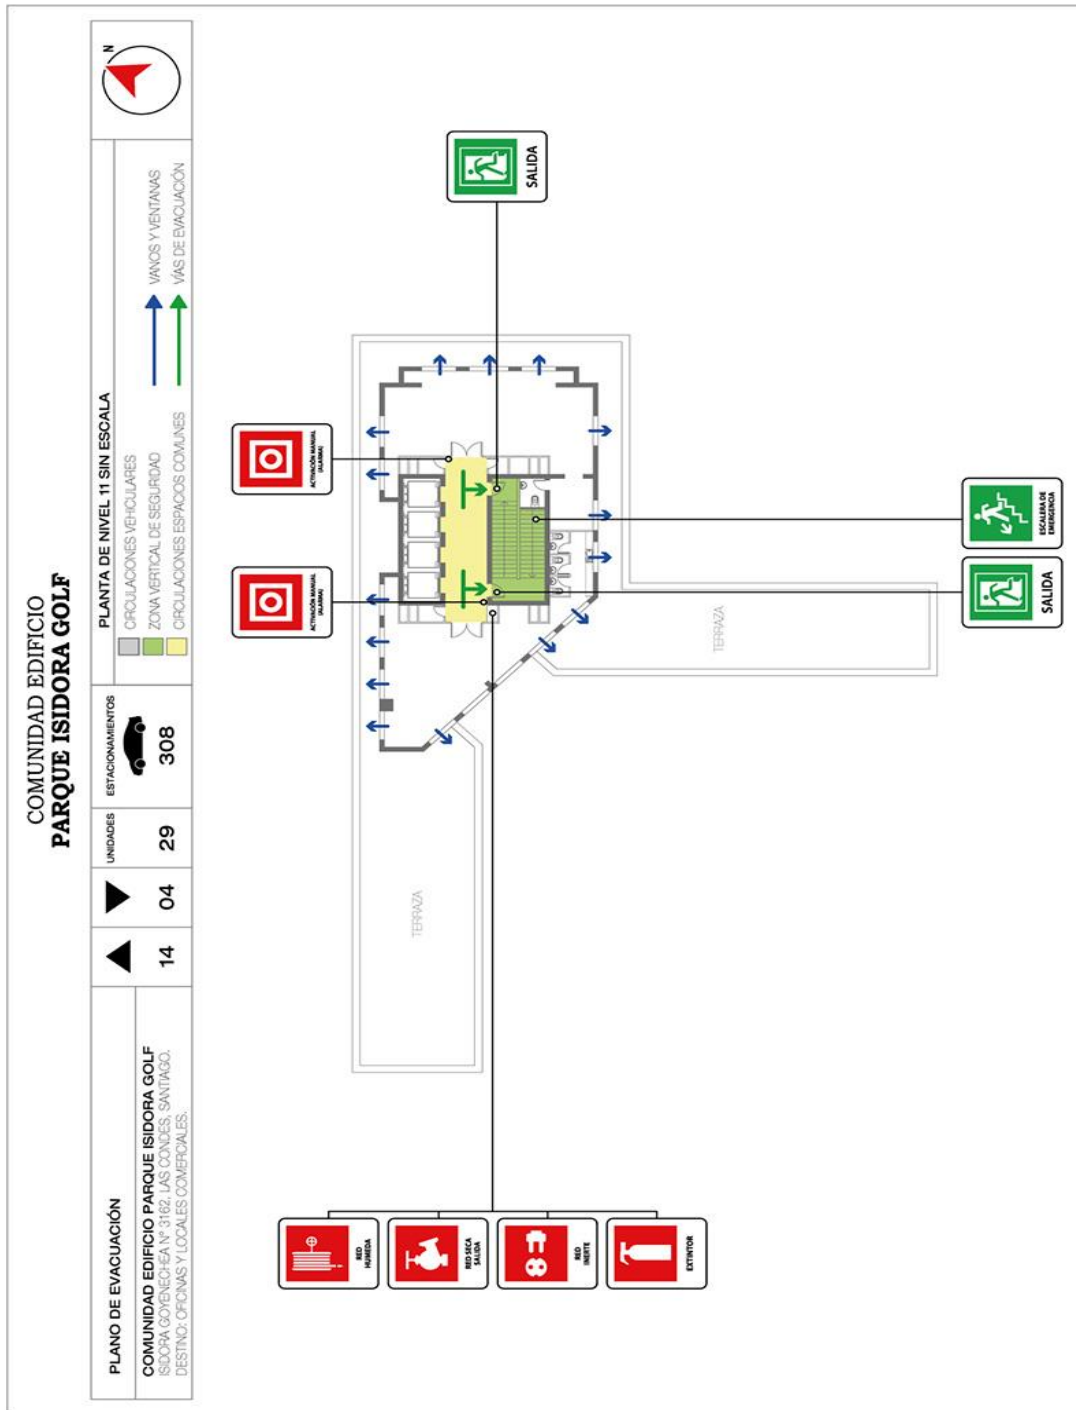 COMUNIDAD EDIFICIO
PARQUE ISIDORA GOLF
PLANO DE EVACUACIÓN
COMUNIDAD EDIFICIO PARQUE ISIDORA GOLF
ISIDORA GOYENECHEA Nº 3162, LAS CONDES, SANTIAGO.
DESTINO: OFICINAS Y LOCALES COMERCIALES.
14
04
UNIDADES
29
ESTACIONAMIENTOS
308
PLANTA DE NIVEL 11 SIN ESCALA
CIRCULACIONES VEHICULARES
ZONA VERTICAL DE SEGURIDAD
CIRCULACIONES ESPACIOS COMUNES
VANOS Y VENTANAS
VÍAS DE EVACUACIÓN
N
RED
HUMEDA
RED SECA
SALIDA
RED
INERTE
EXTINTOR
ACTIVACIÓN MANUAL
(ALARMA)
ACTIVACIÓN MANUAL
(ALARMA)
SALIDA
TERRAZA
TERRAZA
SALIDA
ESCALERA DE
EMERGENCIA